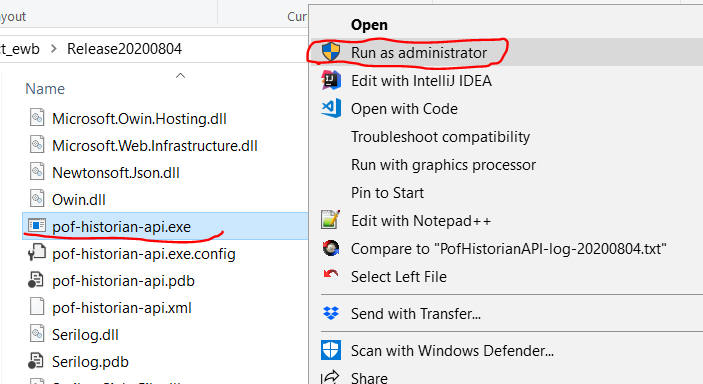 ayout
Cur
ct_ewb > Release20200804
Name
Microsoft.Owin.Hosting.dll
Microsoft.Web.Infrastructure.dll
Newtonsoft.Json.dll
Owin.dll
pof-historian-api.exe
pof-historian-api.exe.config
pof-historian-api.pdb
pof-historian-api.xml
Serilog.dll
Serilog.pdb
Open
Run as administrator
Edit with IntelliJ IDEA
Open with Code
Troubleshoot compatibility
Run with graphics processor
Pin to Start
Edit with Notepad++
Compare to "PofHistorianAPI-log-20200804.txt"
Select Left File
Send with Transfer...
Scan with Windows Defender...
Share